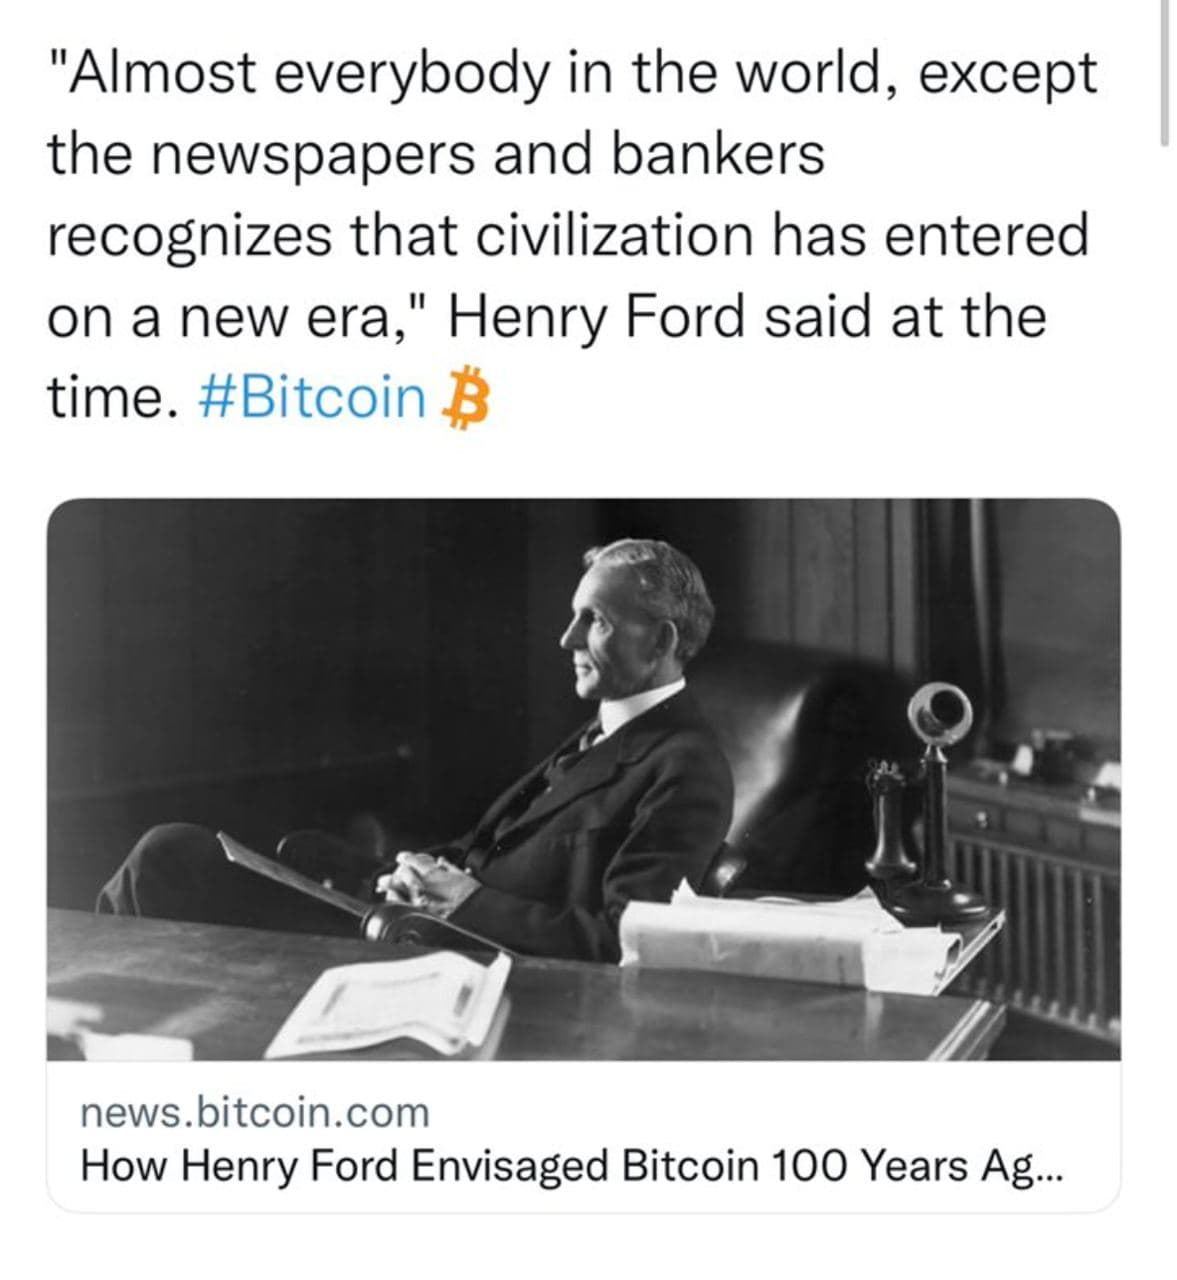 "Almost everybody in the world, except
the newspapers and bankers
recognizes that civilization has entered
on a new era," Henry Ford said at the
time. #Bitcoin ₿
news.bitcoin.com
How Henry Ford Envisaged Bitcoin 100 Years Ag...